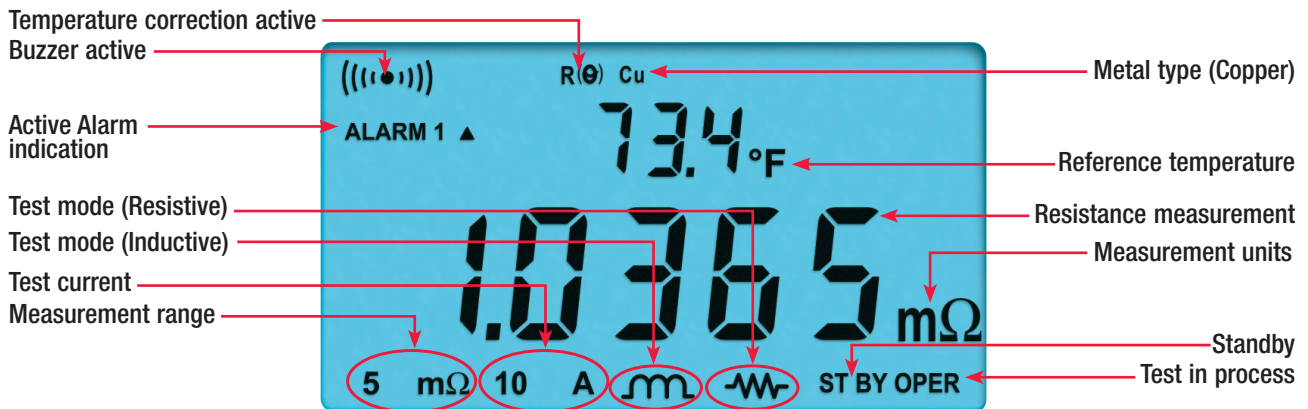 Temperature correction active
Buzzer active
Active Alarm
indication
Test mode (Resistive)
Test mode (Inductive)
Test current
Measurement range
R(Θ) Cu
ALARM 1 ▲
73.4 °F
1.0365 mΩ
5 mΩ 10 A ST BY OPER
Metal type (Copper)
Reference temperature
Resistance measurement
Measurement units
Standby
Test in process